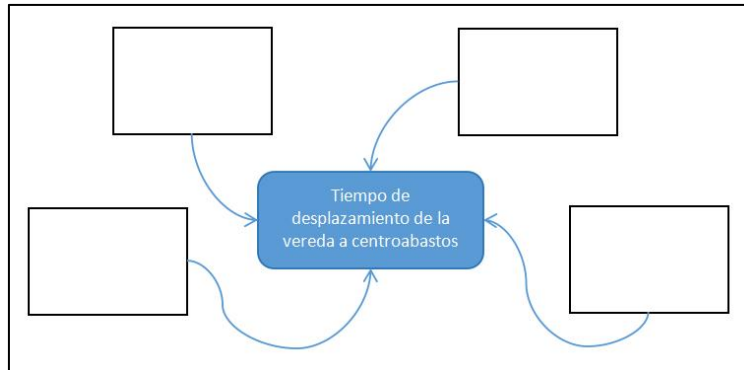 Tiempo de
desplazamiento de la
vereda a centroabastos